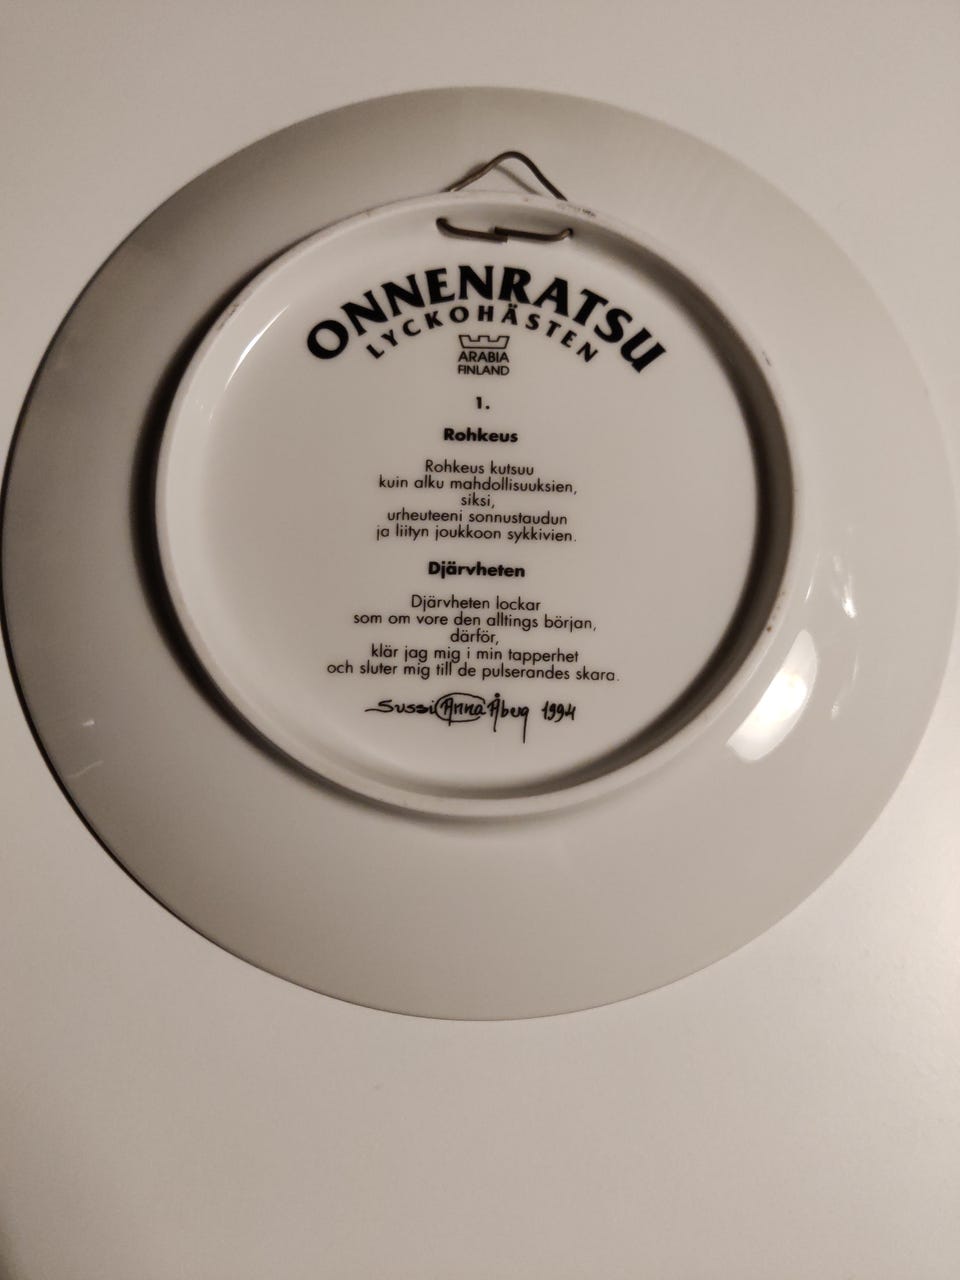 ONNENRATSU
LYCKOHÄSTEN
ARABIA
FINLAND
1.
Rohkeus
Rohkeus kutsuu
kuin alku mahdollisuuksien,
siksi,
urheuteeni sonnustaudun
ja liityn joukkoon sykkivien.
Djärvheten
Djärvheten lockar
som om vore den alltings början,
därför,
klär jag mig i min tapperhet
och sluter mig till de pulserandes skara.
Sussi Anna Åbug 1994